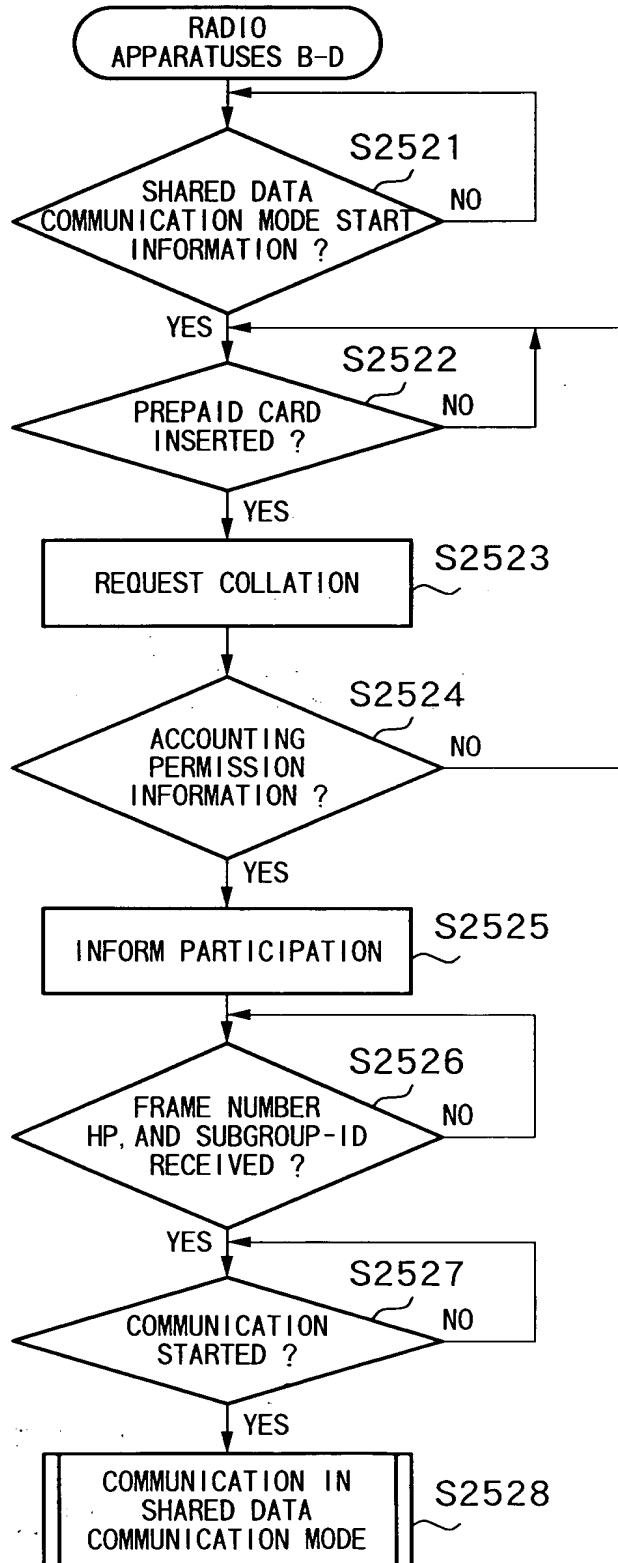 RADIO
APPARATUSES B-D
S2521
SHARED DATA
COMMUNICATION MODE START
INFORMATION ?
NO
YES
S2522
PREPAID CARD
INSERTED ?
NO
YES
REQUEST COLLATION
S2523
S2524
ACCOUNTING
PERMISSION
INFORMATION ?
NO
YES
INFORM PARTICIPATION
S2525
S2526
FRAME NUMBER
HP, AND SUBGROUP-ID
RECEIVED ?
NO
YES
S2527
COMMUNICATION
STARTED ?
NO
YES
COMMUNICATION IN
SHARED DATA
COMMUNICATION MODE
S2528